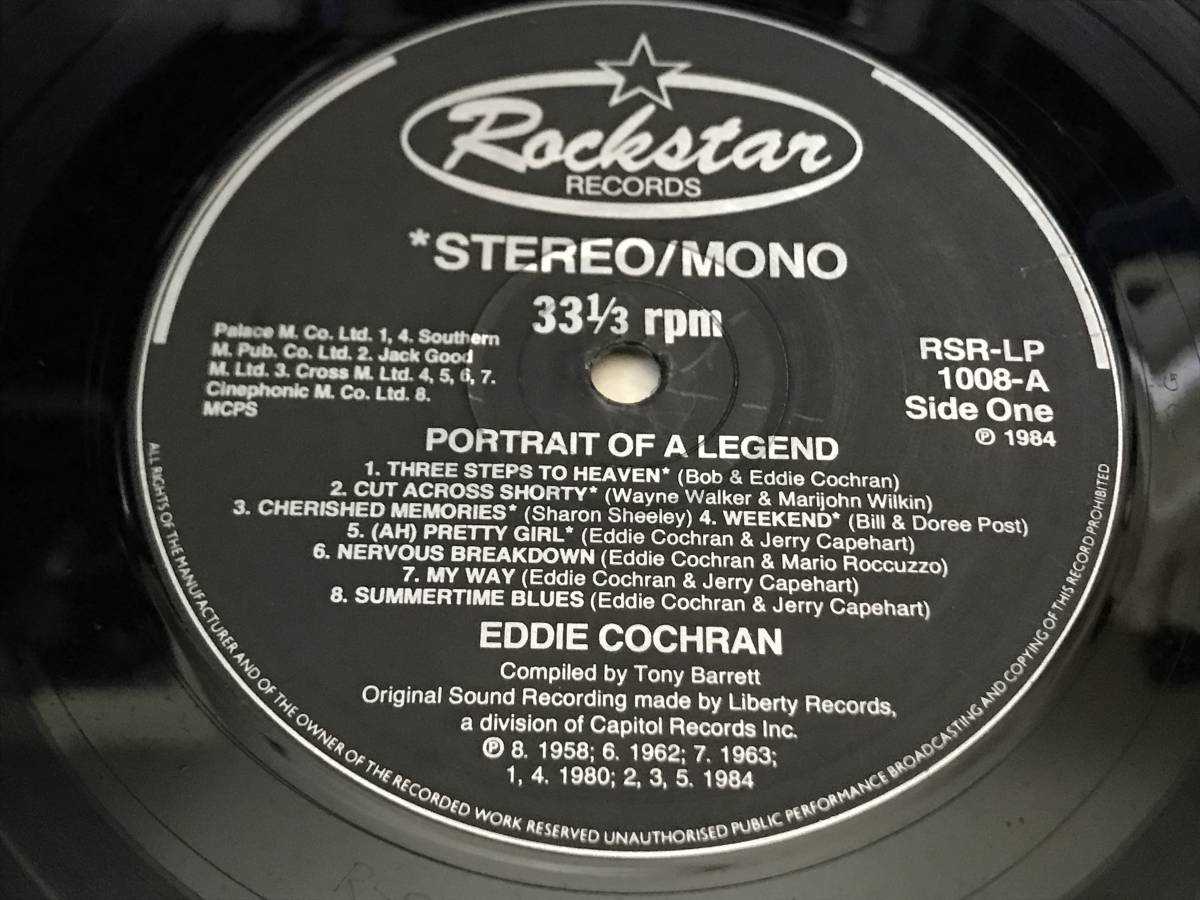 Rockstar
RECORDS
*STEREO/MONO
33⅓ rpm
Palace M. Co. Ltd. 1, 4. Southern
M. Pub. Co. Ltd. 2. Jack Good
M. Ltd. 3. Cross M. Ltd. 4, 5, 6, 7.
Cinephonic M. Co. Ltd. 8.
MCPS
RSR-LP
1008-A
Side One
℗ 1984
PORTRAIT OF A LEGEND
1. THREE STEPS TO HEAVEN* (Bob & Eddie Cochran)
2. CUT ACROSS SHORTY* (Wayne Walker & Marijohn Wilkin)
3. CHERISHED MEMORIES* (Sharon Sheeley) 4. WEEKEND* (Bill & Doree Post)
5. (AH) PRETTY GIRL* (Eddie Cochran & Jerry Capehart)
6. NERVOUS BREAKDOWN (Eddie Cochran & Mario Roccuzzo)
7. MY WAY (Eddie Cochran & Jerry Capehart)
8. SUMMERTIME BLUES (Eddie Cochran & Jerry Capehart)
EDDIE COCHRAN
Compiled by Tony Barrett
Original Sound Recording made by Liberty Records,
a division of Capitol Records Inc.
℗ 8. 1958; 6. 1962; 7. 1963;
1, 4. 1980; 2, 3, 5. 1984
ALL RIGHTS OF THE MANUFACTURER AND OF THE OWNER OF THE RECORDED WORK RESERVED UNAUTHORISED PUBLIC PERFORMANCE BROADCASTING AND COPYING OF THIS RECORD PROHIBITED